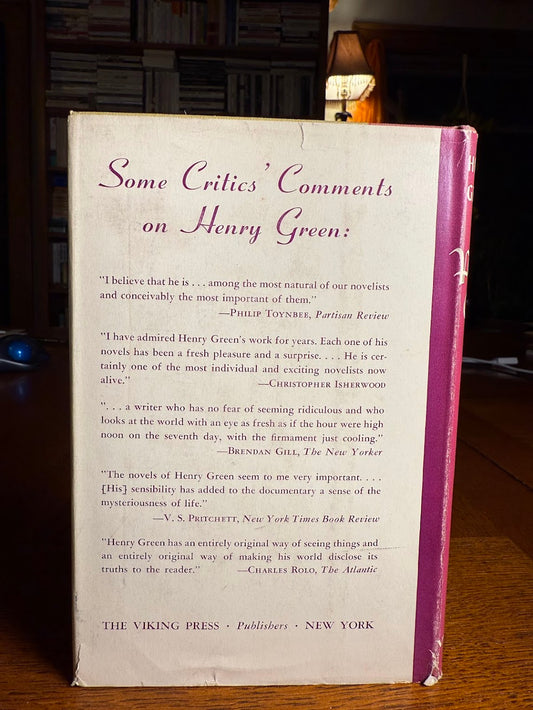 Some Critics' Comments
on Henry Green:
"I believe that he is . . . among the most natural of our novelists
and conceivably the most important of them."
—PHILIP TOYNBEE, Partisan Review
"I have admired Henry Green's work for years. Each one of his
novels has been a fresh pleasure and a surprise. . . . He is cer-
tainly one of the most individual and exciting novelists now
alive." —CHRISTOPHER ISHERWOOD
". . . a writer who has no fear of seeming ridiculous and who
looks at the world with an eye as fresh as if the hour were high
noon on the seventh day, with the firmament just cooling."
—BRENDAN GILL, The New Yorker
"The novels of Henry Green seem to me very important. . . .
[His] sensibility has added to the documentary a sense of the
mysteriousness of life."
—V. S. PRITCHETT, New York Times Book Review
"Henry Green has an entirely original way of seeing things and
an entirely original way of making his world disclose its
truths to the reader." —CHARLES ROLO, The Atlantic
THE VIKING PRESS · Publishers · NEW YORK